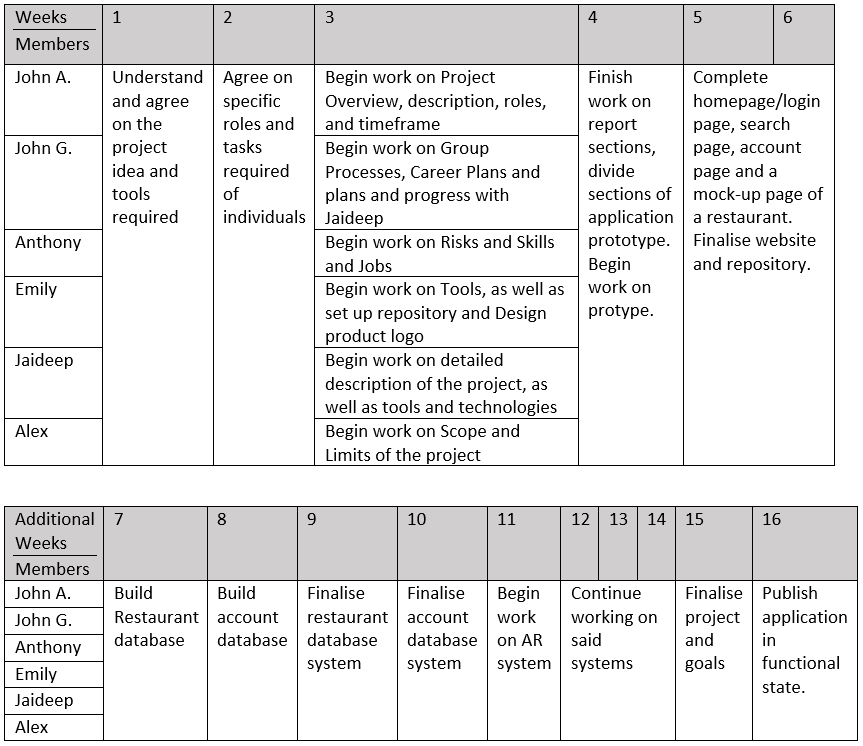 Weeks
Members
1
2
3
4
5
6
John A.
Understand
and agree
on the
project
idea and
tools
required
Agree on
specific
roles and
tasks
required
of
individuals
Begin work on Project
Overview, description, roles,
and timeframe
Finish
work on
report
sections,
divide
sections of
application
prototype.
Begin
work on
protype.
Complete
homepage/login
page, search
page, account
page and a
mock-up page of
a restaurant.
Finalise website
and repository.
John G.
Begin work on Group
Processes, Career Plans and
plans and progress with
Jaideep
Anthony
Begin work on Risks and Skills
and Jobs
Emily
Begin work on Tools, as well as
set up repository and Design
product logo
Jaideep
Begin work on detailed
description of the project, as
well as tools and technologies
Alex
Begin work on Scope and
Limits of the project
Additional
Weeks
Members
7
8
9
10
11
12
13
14
15
16
John A.
John G.
Anthony
Emily
Jaideep
Alex
Build
Restaurant
database
Build
account
database
Finalise
restaurant
database
system
Finalise
account
database
system
Begin
work
on AR
system
Continue
working on
said
systems
Finalise
project
and
goals
Publish
application
in
functional
state.